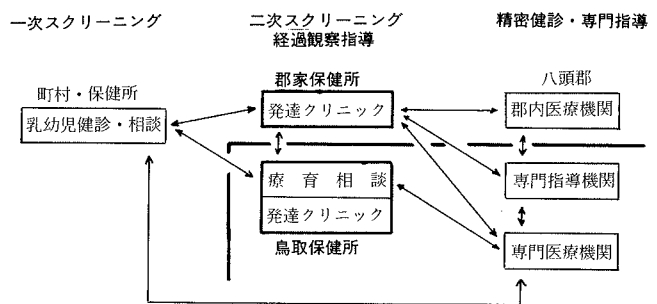 一次スクリーニング
二次スクリーニング
経過観察指導
精密健診・専門指導
町村・保健所
乳幼児健診・相談
郡家保健所
発達クリニック
療育相談
発達クリニック
鳥取保健所
八頭郡
郡内医療機関
専門指導機関
専門医療機関